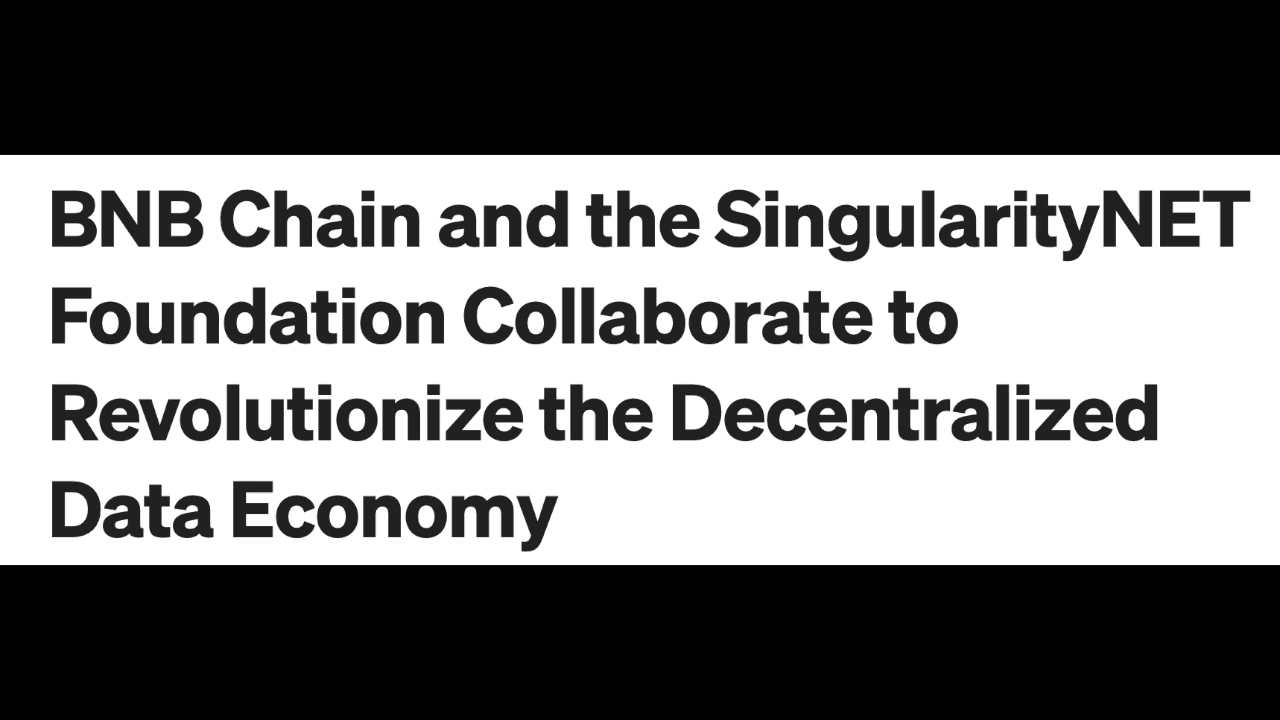 BNB Chain and the SingularityNET
Foundation Collaborate to
Revolutionize the Decentralized
Data Economy